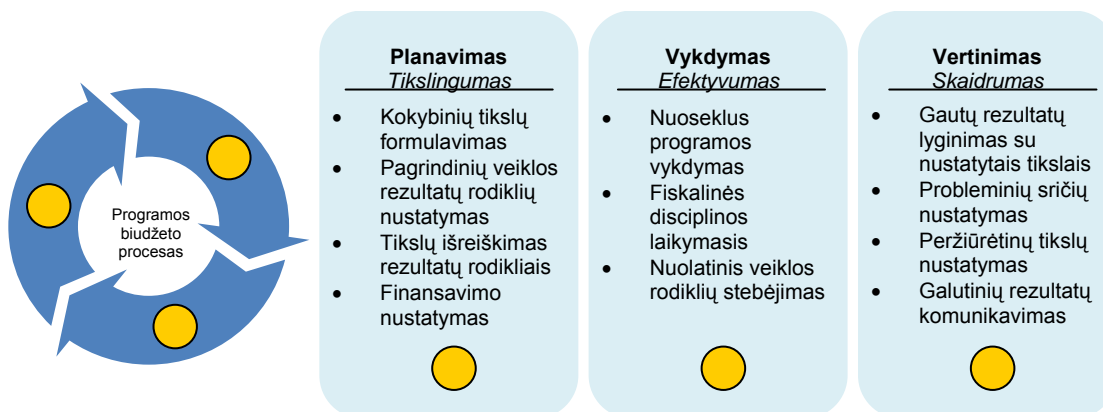 Programos
biudžeto
procesas
Planavimas
Tikslingumas
• Kokybinių tikslų
formulavimas
• Pagrindinių veiklos
rezultatų rodiklių
nustatymas
• Tikslų išreiškimas
rezultatų rodikliais
• Finansavimo
nustatymas
Vykdymas
Efektyvumas
• Nuoseklus
programos
vykdymas
• Fiskalinės
disciplinos
laikymasis
• Nuolatinis veiklos
rodiklių stebėjimas
Vertinimas
Skaidrumas
• Gautų rezultatų
lyginimas su
nustatytais tikslais
• Probleminių sričių
nustatymas
• Peržiūrėtinų tikslų
nustatymas
• Galutinių rezultatų
komunikavimas